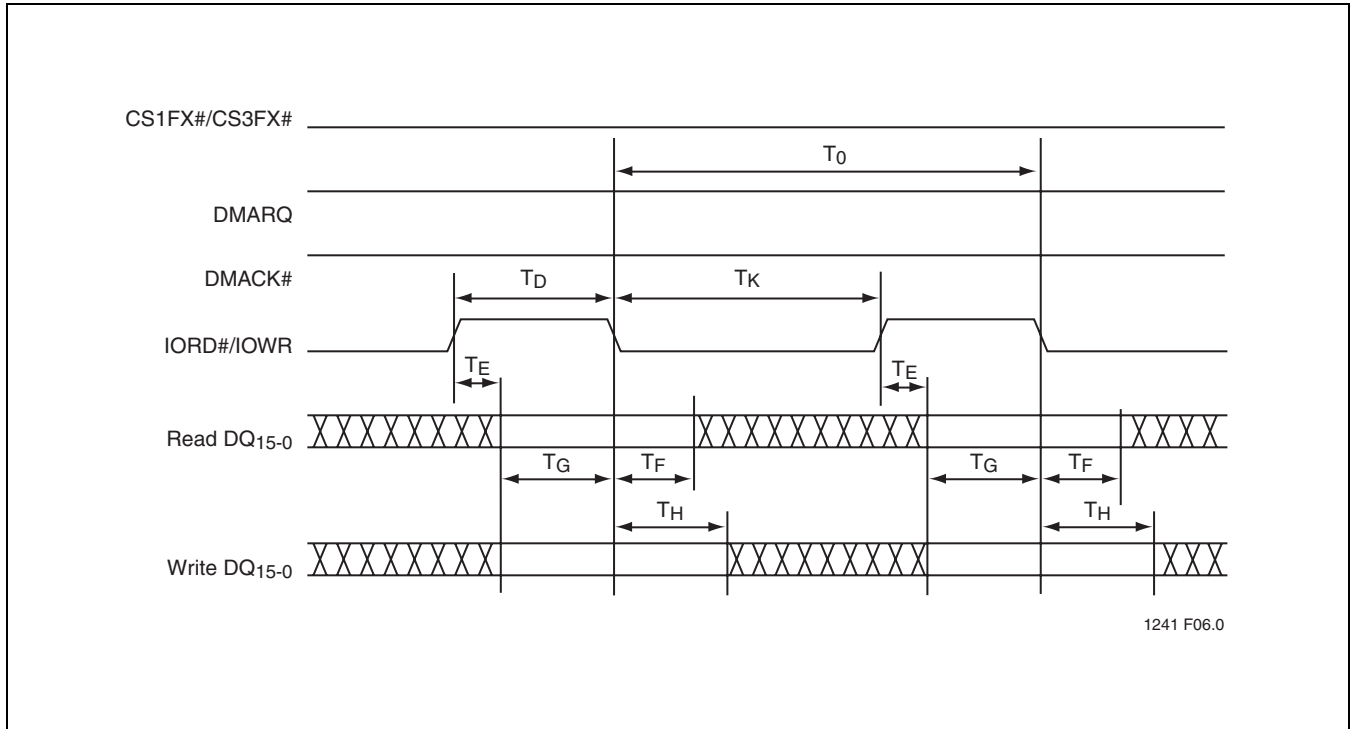 CS1FX#/CS3FX#
T0
DMARQ
DMACK#
TD TK
IORD#/IOWR
TE TE
Read DQ15-0
TG TF TG TF
TH TH
Write DQ15-0
1241 F06.0